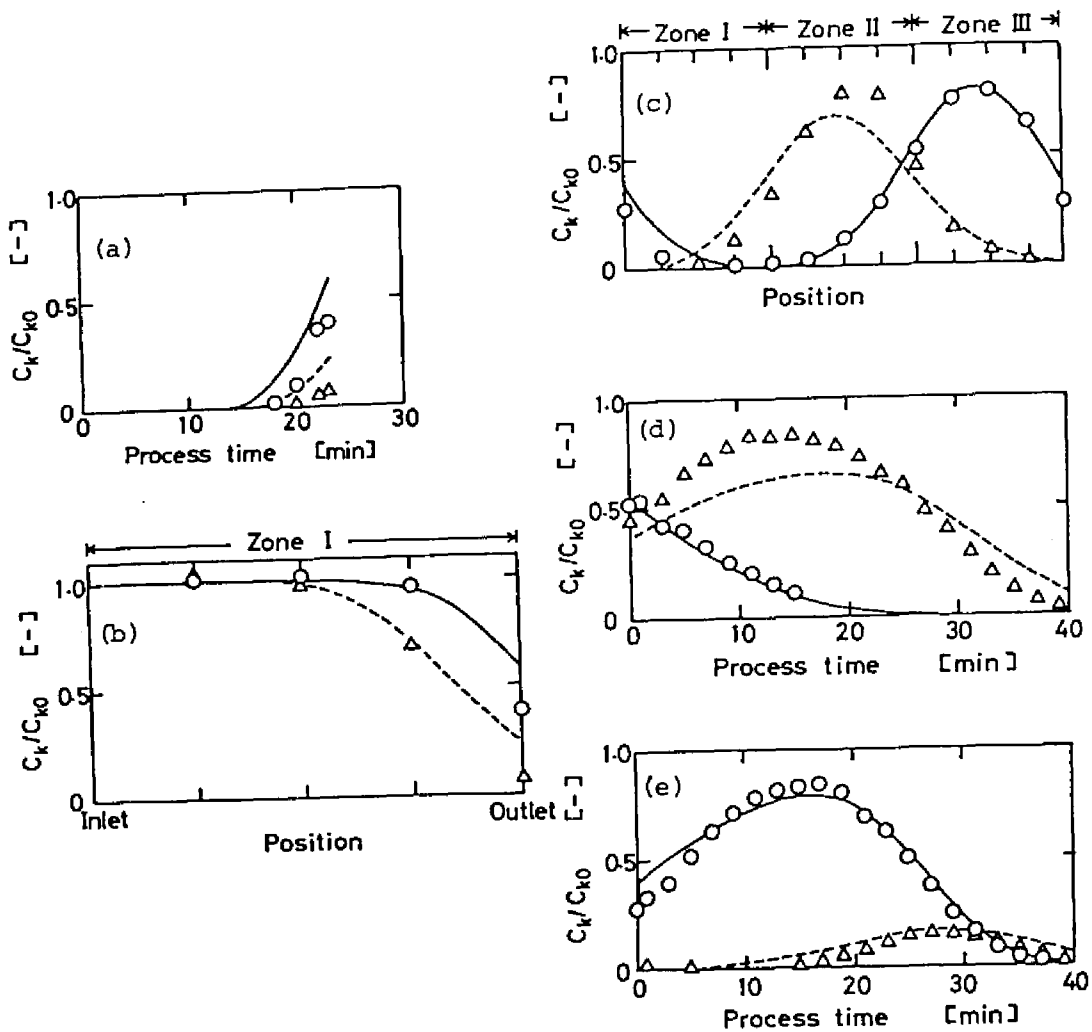 (a)
C_k/C_k0 [-]
1.0
0.5
0
0 10 20 30
Process time [min]
Zone I
(b)
C_k/C_k0 [-]
1.0
0.5
0
Inlet Outlet
Position
Zone I Zone II Zone III
(c)
C_k/C_k0 [-]
1.0
0.5
0
Position
(d)
C_k/C_k0 [-]
1.0
0.5
0
0 10 20 30 40
Process time [min]
(e)
C_k/C_k0 [-]
1.0
0.5
0
0 10 20 30 40
Process time [min]